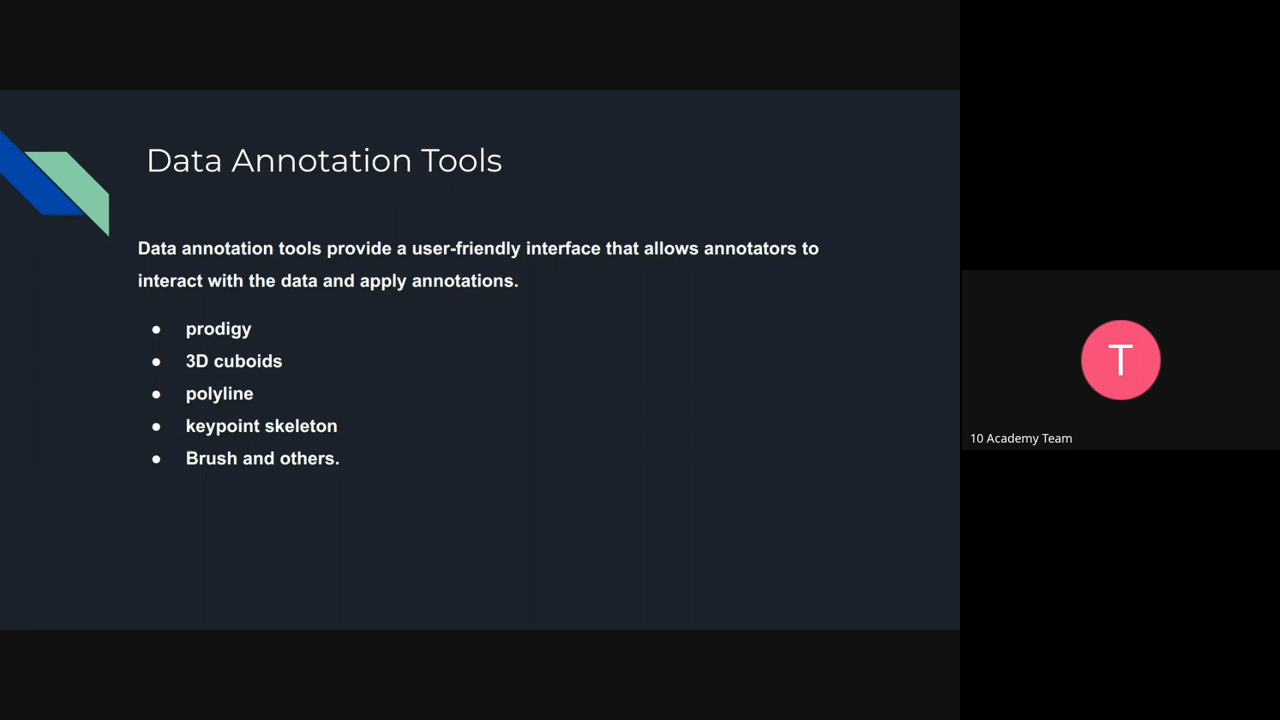 Data Annotation Tools
Data annotation tools provide a user-friendly interface that allows annotators to
interact with the data and apply annotations.
● prodigy
● 3D cuboids
● polyline
● keypoint skeleton
● Brush and others.
T
10 Academy Team